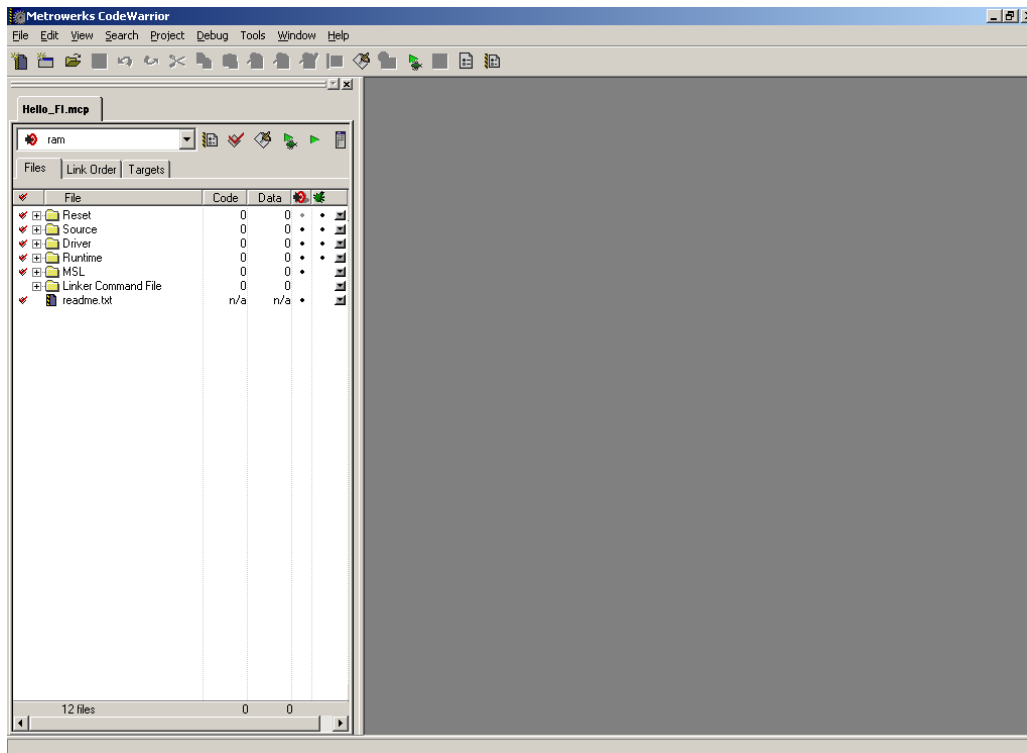 Metrowerks CodeWarrior
File Edit View Search Project Debug Tools Window Help
Hello_FI.mcp
ram
Files Link Order Targets
File Code Data
Reset 0 0
Source 0 0
Driver 0 0
Runtime 0 0
MSL 0 0
Linker Command File 0 0
readme.txt n/a n/a
12 files 0 0